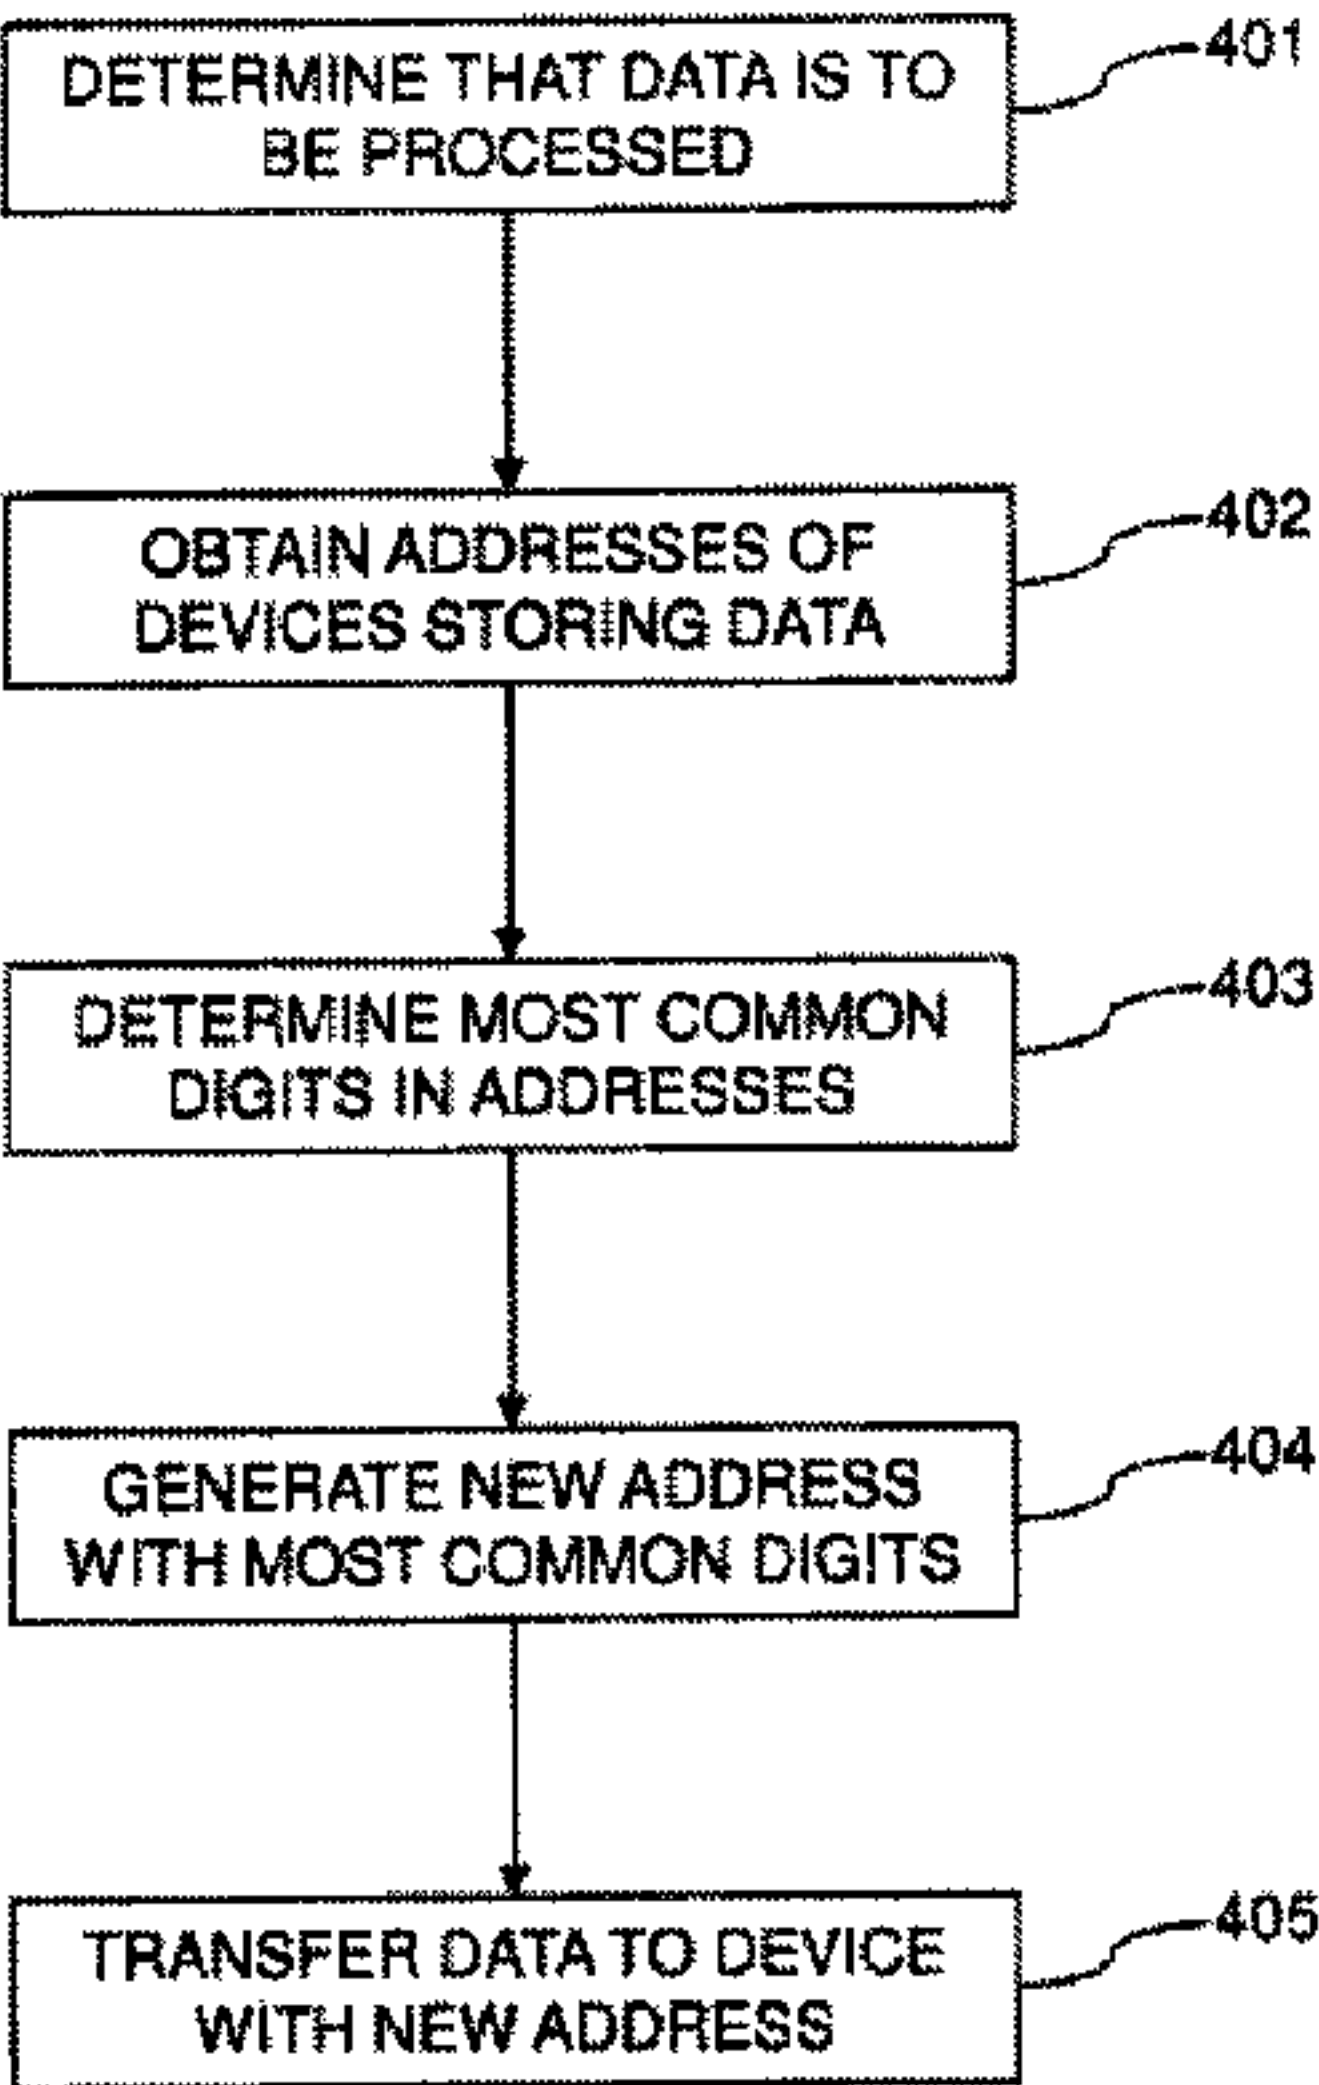 DETERMINE THAT DATA IS TO
BE PROCESSED
401
OBTAIN ADDRESSES OF
DEVICES STORING DATA
402
DETERMINE MOST COMMON
DIGITS IN ADDRESSES
403
GENERATE NEW ADDRESS
WITH MOST COMMON DIGITS
404
TRANSFER DATA TO DEVICE
WITH NEW ADDRESS
405